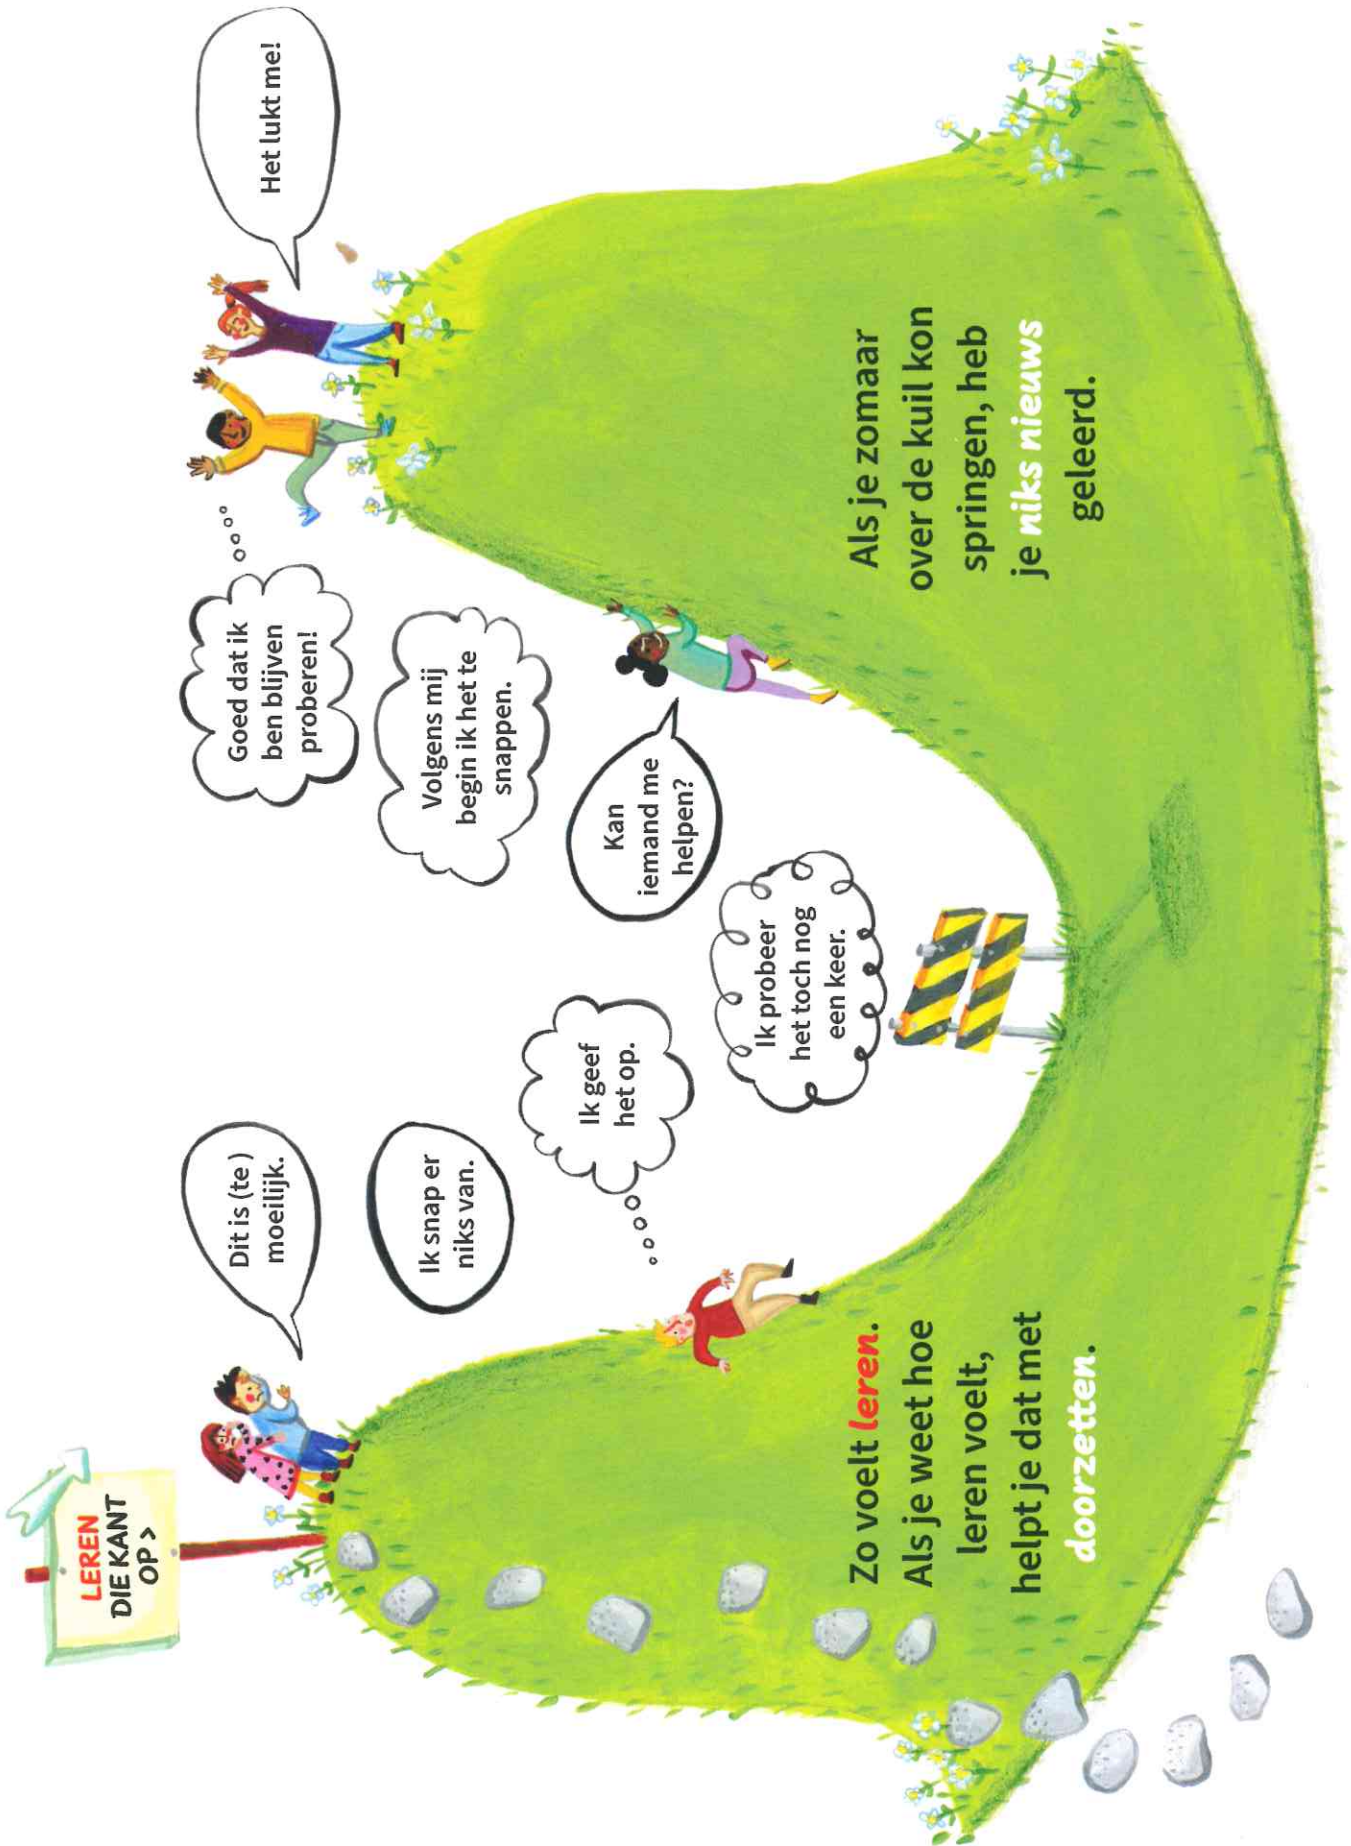 LEREN
DIE KANT
OP >
Dit is (te)
moeilijk.
Ik snap er
niks van.
Ik geef
het op.
Ik probeer
het toch nog
een keer.
Kan
iemand me
helpen?
Volgens mij
begin ik het te
snappen.
Goed dat ik
ben blijven
proberen!
Het lukt me!
Zo voelt leren.
Als je weet hoe
leren voelt,
helpt je dat met
doorzetten.
Als je zomaar
over de kuil kon
springen, heb
je niks nieuws
geleerd.